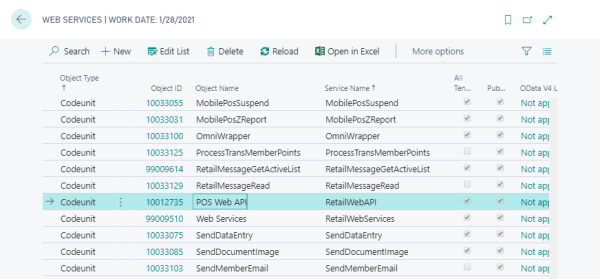 WEB SERVICES | WORK DATE: 1/28/2021
Search + New Edit List Delete Reload Open in Excel More options
Object Type ↑ Object ID Object Name Service Name ↑ All Ten... Pub... OData V4 L
Codeunit 10033055 MobilePosSuspend MobilePosSuspend Not app
Codeunit 10033031 MobilePosZReport MobilePosZReport Not app
Codeunit 10033100 OmniWrapper OmniWrapper Not app
Codeunit 10033125 ProcessTransMemberPoints ProcessTransMemberPoints Not app
Codeunit 99009614 RetailMessageGetActiveList RetailMessageGetActiveList Not app
Codeunit 10033129 RetailMessageRead RetailMessageRead Not app
Codeunit 10012735 POS Web API RetailWebAPI Not app
Codeunit 99009510 Web Services RetailWebServices Not app
Codeunit 10033075 SendDataEntry SendDataEntry Not app
Codeunit 10033085 SendDocumentImage SendDocumentImage Not app
Codeunit 10033103 SendMemberEmail SendMemberEmail Not app